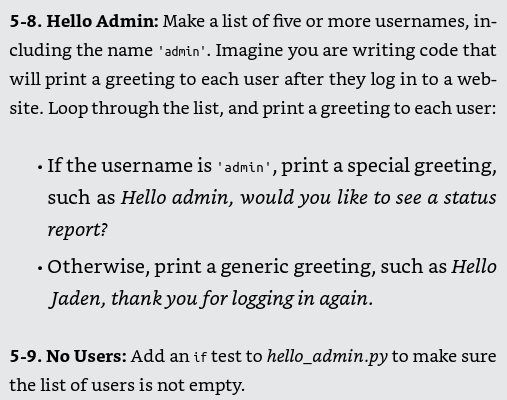 5-8. Hello Admin: Make a list of five or more usernames, in-
cluding the name 'admin'. Imagine you are writing code that
will print a greeting to each user after they log in to a web-
site. Loop through the list, and print a greeting to each user:
• If the username is 'admin', print a special greeting,
such as Hello admin, would you like to see a status
report?
• Otherwise, print a generic greeting, such as Hello
Jaden, thank you for logging in again.
5-9. No Users: Add an if test to hello_admin.py to make sure
the list of users is not empty.